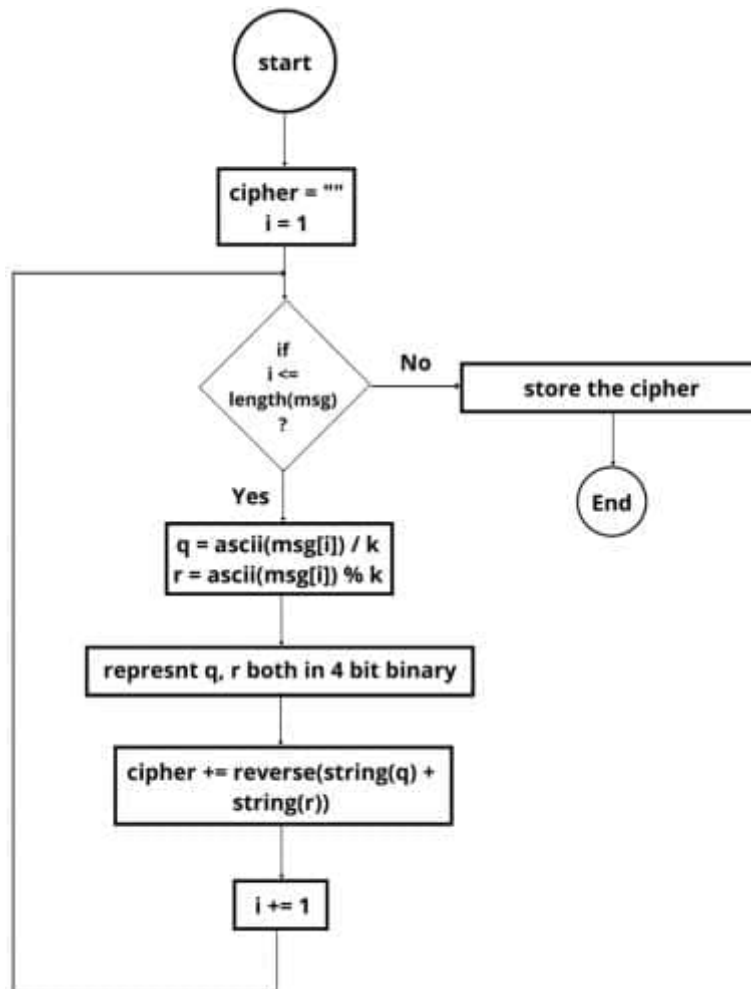 start
cipher = ""
i = 1
if
i <=
length(msg)
?
No
store the cipher
End
Yes
q = ascii(msg[i]) / k
r = ascii(msg[i]) % k
represnt q, r both in 4 bit binary
cipher += reverse(string(q) +
string(r))
i += 1